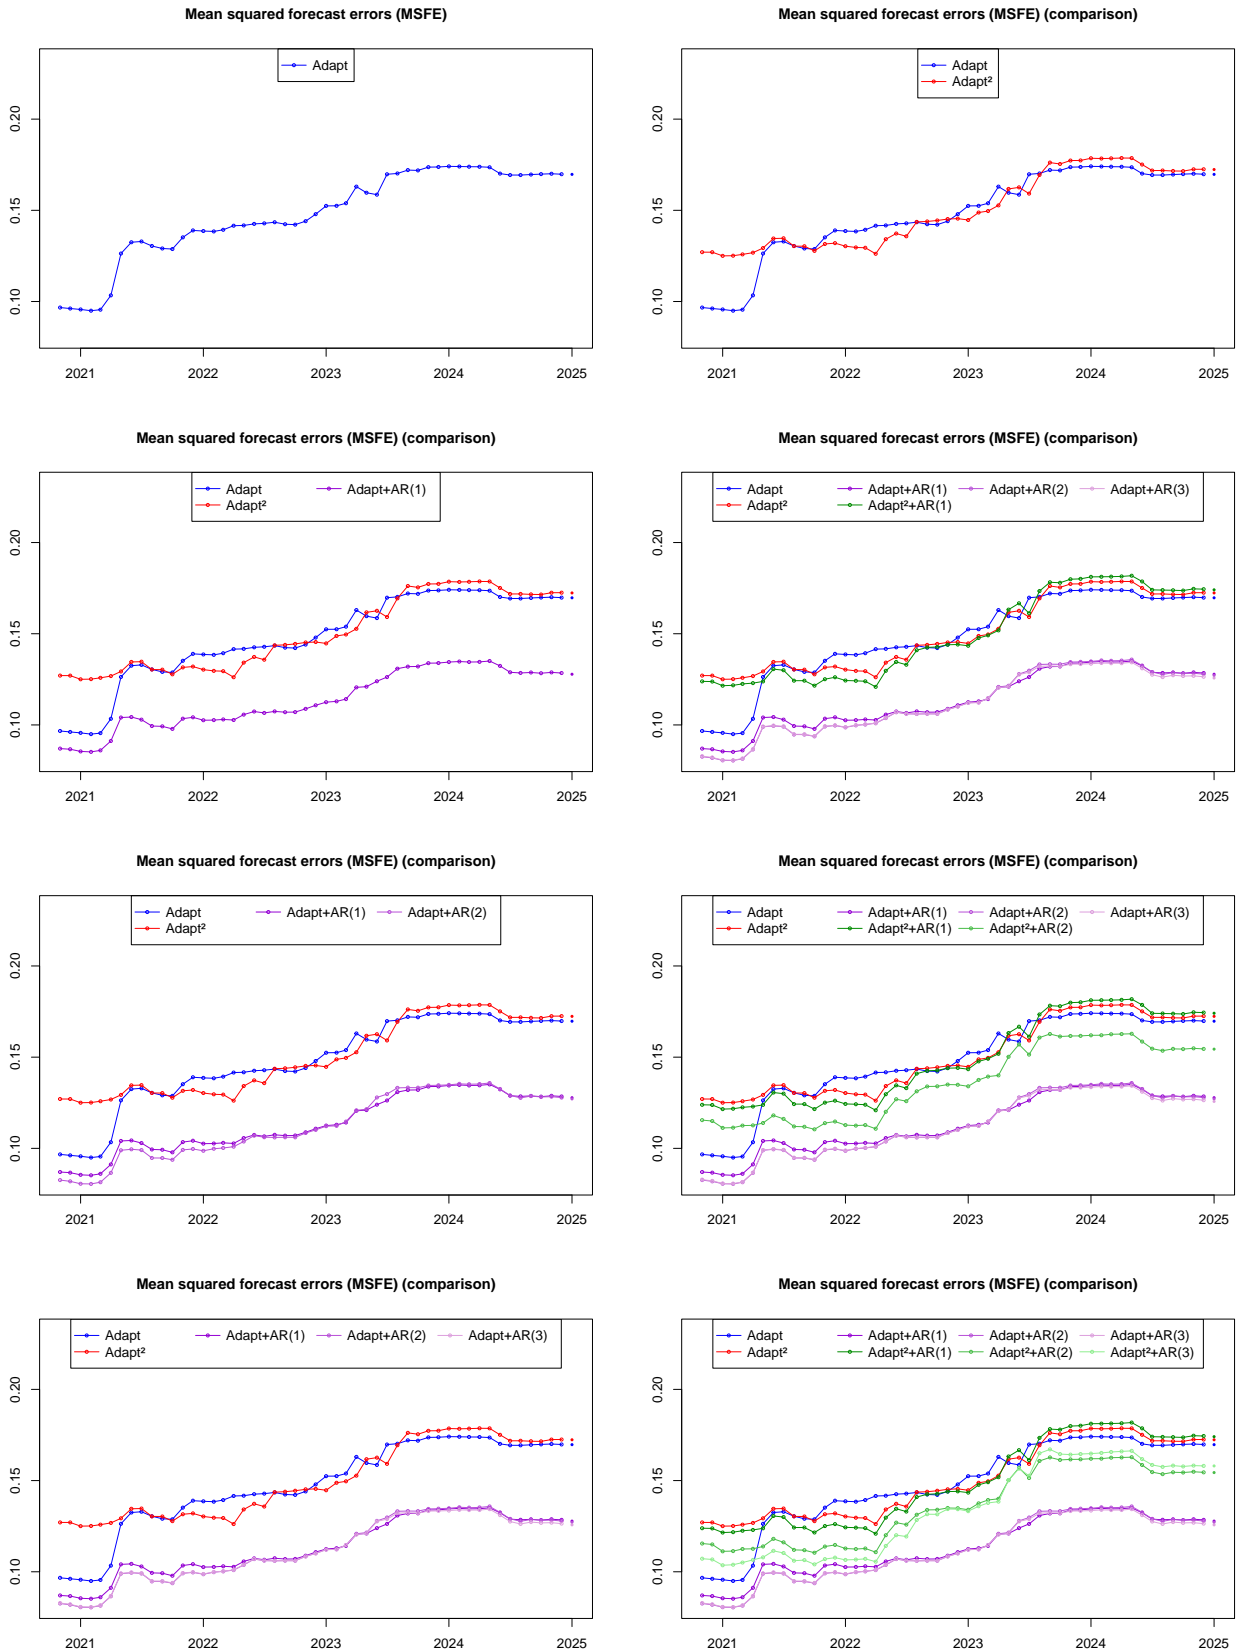 Mean squared forecast errors (MSFE)
Adapt
0.20
0.15
0.10
2021 2022 2023 2024 2025
Mean squared forecast errors (MSFE) (comparison)
Adapt
Adapt²
0.20
0.15
0.10
2021 2022 2023 2024 2025
Mean squared forecast errors (MSFE) (comparison)
Adapt Adapt+AR(1)
Adapt²
0.20
0.15
0.10
2021 2022 2023 2024 2025
Mean squared forecast errors (MSFE) (comparison)
Adapt Adapt+AR(1) Adapt+AR(2) Adapt+AR(3)
Adapt² Adapt²+AR(1)
0.20
0.15
0.10
2021 2022 2023 2024 2025
Mean squared forecast errors (MSFE) (comparison)
Adapt Adapt+AR(1) Adapt+AR(2)
Adapt²
0.20
0.15
0.10
2021 2022 2023 2024 2025
Mean squared forecast errors (MSFE) (comparison)
Adapt Adapt+AR(1) Adapt+AR(2) Adapt+AR(3)
Adapt² Adapt²+AR(1) Adapt²+AR(2)
0.20
0.15
0.10
2021 2022 2023 2024 2025
Mean squared forecast errors (MSFE) (comparison)
Adapt Adapt+AR(1) Adapt+AR(2) Adapt+AR(3)
Adapt²
0.20
0.15
0.10
2021 2022 2023 2024 2025
Mean squared forecast errors (MSFE) (comparison)
Adapt Adapt+AR(1) Adapt+AR(2) Adapt+AR(3)
Adapt² Adapt²+AR(1) Adapt²+AR(2) Adapt²+AR(3)
0.20
0.15
0.10
2021 2022 2023 2024 2025